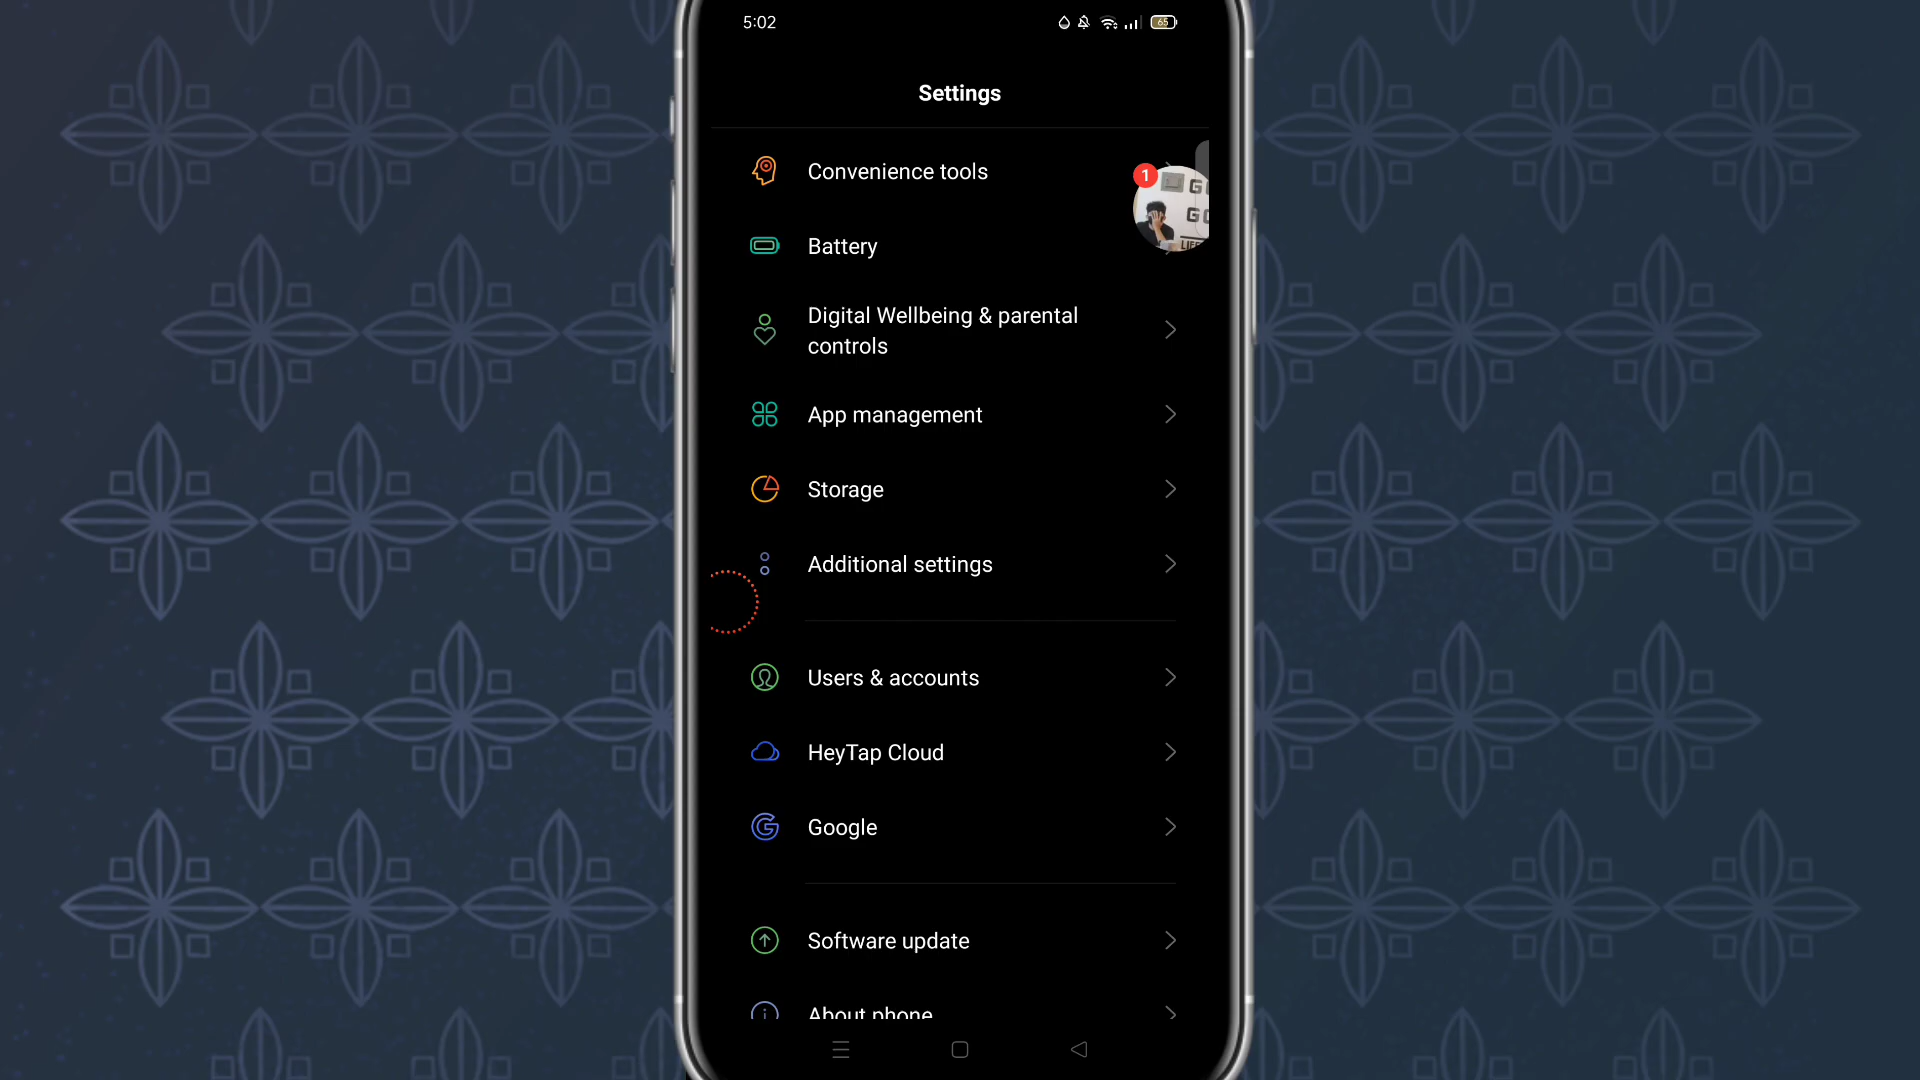 5:02
65
Settings
Convenience tools
1
Battery
Digital Wellbeing & parental
controls
App management
Storage
Additional settings
Users & accounts
HeyTap Cloud
Google
Software update
About phone